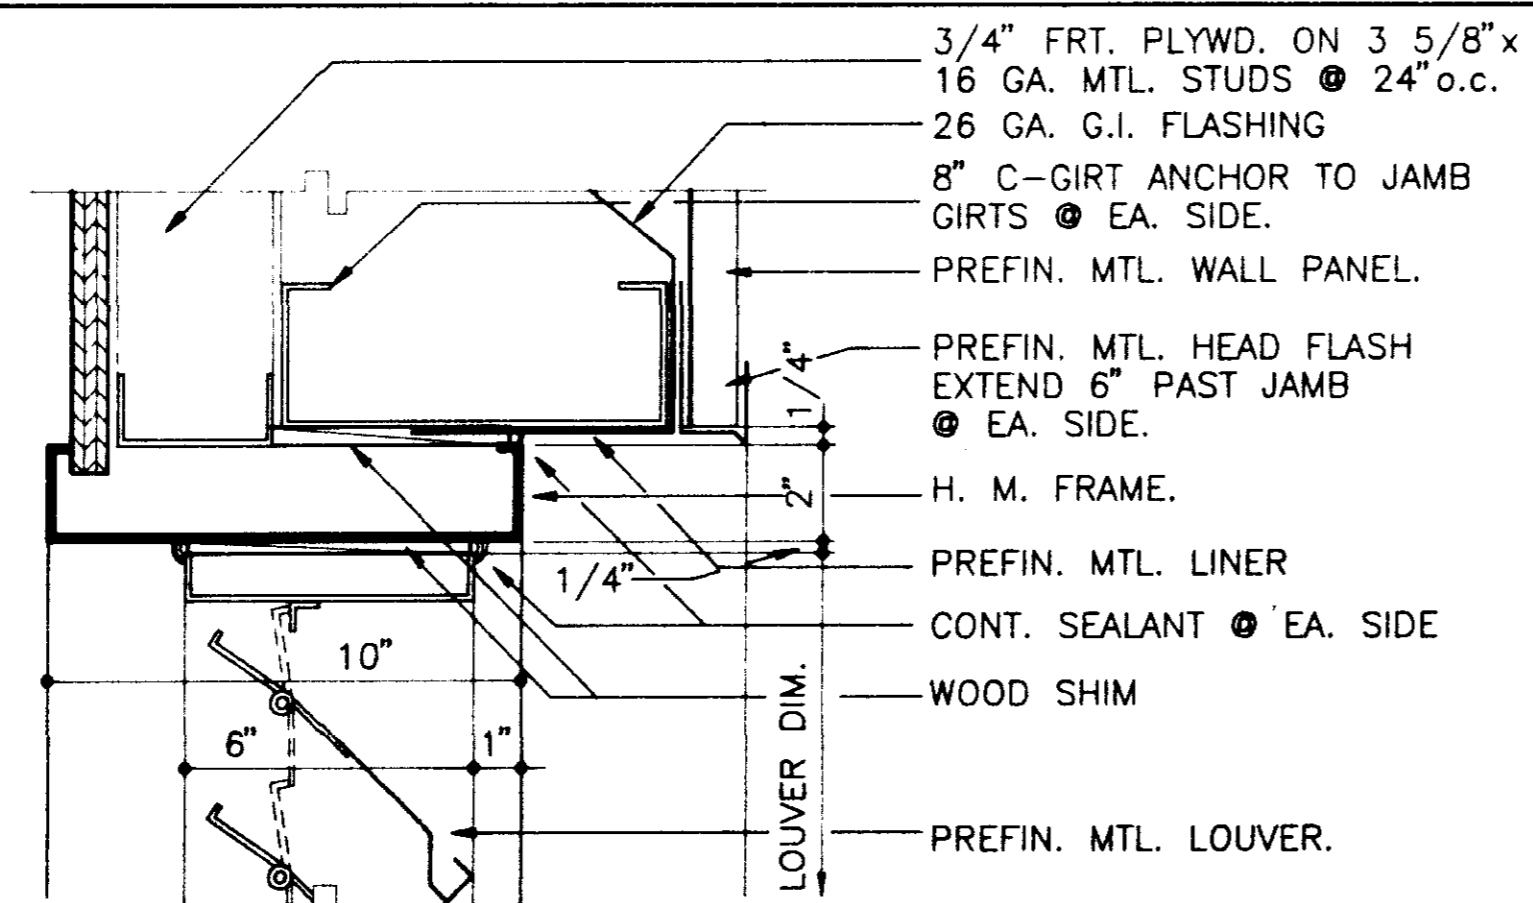 3/4" FRT. PLYWD. ON 3 5/8"x
16 GA. MTL. STUDS @ 24"o.c.
26 GA. G.I. FLASHING
8" C-GIRT ANCHOR TO JAMB
GIRTS @ EA. SIDE.
PREFIN. MTL. WALL PANEL.
PREFIN. MTL. HEAD FLASH
EXTEND 6" PAST JAMB
@ EA. SIDE.
1/4"
H. M. FRAME.
2"
PREFIN. MTL. LINER
1/4"
CONT. SEALANT @ EA. SIDE
10"
WOOD SHIM
6"
1"
LOUVER DIM.
PREFIN. MTL. LOUVER.